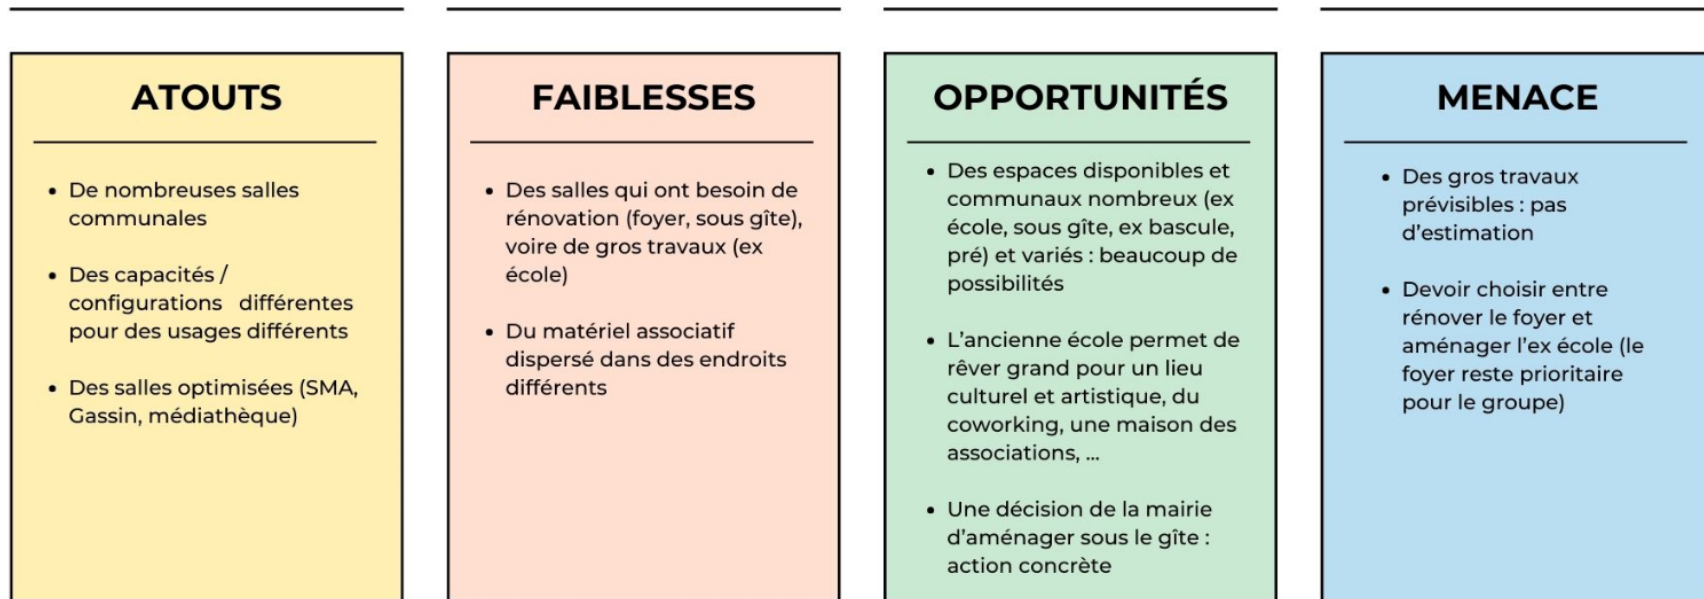 ATOUTS
De nombreuses salles
communales
Des capacités /
configurations différentes
pour des usages différents
Des salles optimisées (SMA,
Gassin, médiathèque)
FAIBLESSES
Des salles qui ont besoin de
rénovation (foyer, sous gîte),
voire de gros travaux (ex
école)
Du matériel associatif
dispersé dans des endroits
différents
OPPORTUNITÉS
Des espaces disponibles et
communaux nombreux (ex
école, sous gîte, ex bascule,
pré) et variés : beaucoup de
possibilités
L'ancienne école permet de
rêver grand pour un lieu
culturel et artistique, du
coworking, une maison des
associations, ...
Une décision de la mairie
d'aménager sous le gîte :
action concrète
MENACE
Des gros travaux
prévisibles : pas
d'estimation
Devoir choisir entre
rénover le foyer et
aménager l'ex école (le
foyer reste prioritaire
pour le groupe)